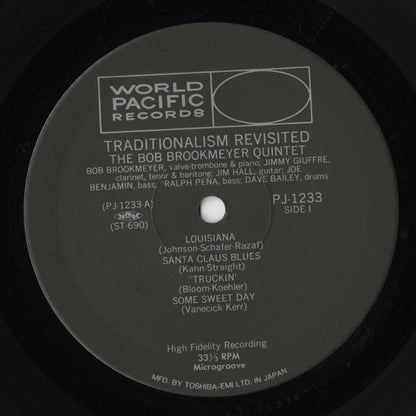 WORLD
PACIFIC
RECORDS
TRADITIONALISM REVISITED
THE BOB BROOKMEYER QUINTET
BOB BROOKMEYER, valve-trombone & piano; JIMMY GIUFFRE,
clarinet, tenor & baritone; JIM HALL, guitar; JOE
BENJAMIN, bass; *RALPH PENA, bass; DAVE BAILEY, drums
(PJ-1233-A)
PJ-1233
SIDE I
(ST-690)
LOUISIANA
(Johnson-Schafer-Razaf)
SANTA CLAUS BLUES
(Kahn-Straight)
*TRUCKIN'
(Bloom-Koehler)
SOME SWEET DAY
(Vanecick Kerr)
High Fidelity Recording
33⅓ RPM
Microgroove
MFD. BY TOSHIBA-EMI LTD. IN JAPAN